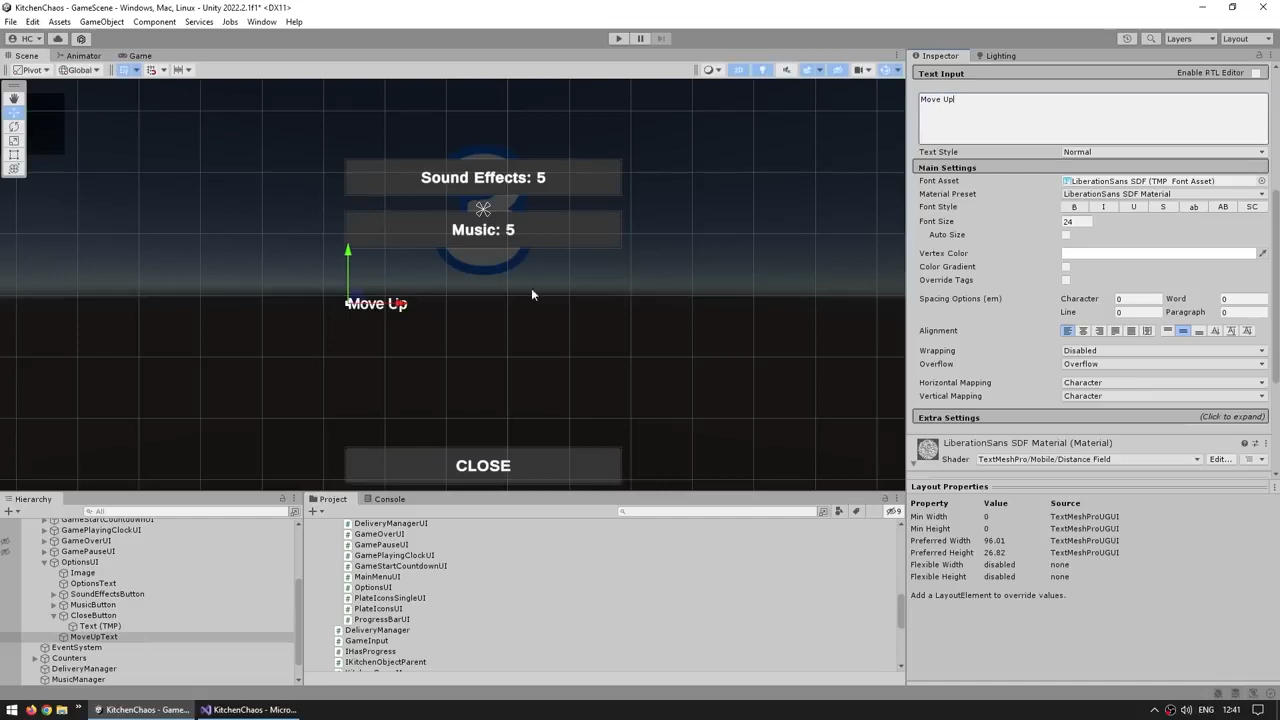 KitchenChaos - GameScene - Windows, Mac, Linux - Unity 2022.2.1f1* <DX11>
File Edit Assets GameObject Component Services Jobs Window Help
HC Layers Layout
Scene Animator Game Inspector Lighting
Pivot Global 2D
Text Input Enable RTL Editor
Move Up
Text Style Normal
Main Settings
Font Asset LiberationSans SDF (TMP Font Asset)
Material Preset LiberationSans SDF Material
Font Style B I U S ab AB SC
Font Size 24
Auto Size
Vertex Color
Color Gradient
Override Tags
Spacing Options (em) Character 0 Word 0
Line 0 Paragraph 0
Alignment
Wrapping Disabled
Overflow Overflow
Horizontal Mapping Character
Vertical Mapping Character
Extra Settings (Click to expand)
LiberationSans SDF Material (Material)
Shader TextMeshPro/Mobile/Distance Field Edit...
Layout Properties
Property Value Source
Min Width 0 TextMeshProUGUI
Min Height 0 TextMeshProUGUI
Preferred Width 96.01 TextMeshProUGUI
Preferred Height 26.82 TextMeshProUGUI
Flexible Width disabled none
Flexible Height disabled none
Add a LayoutElement to override values.
Sound Effects: 5
Music: 5
Move Up
CLOSE
Hierarchy
All
GameStartCountdownUI
GamePlayingClockUI
GameOverUI
GamePauseUI
OptionsUI
Image
OptionsText
SoundEffectsButton
MusicButton
CloseButton
Text (TMP)
MoveUpText
EventSystem
Counters
DeliveryManager
MusicManager
Project Console
9
DeliveryManagerUI
GameOverUI
GamePauseUI
GamePlayingClockUI
GameStartCountdownUI
MainMenuUI
OptionsUI
PlateIconsSingleUI
PlateIconsUI
ProgressBarUI
DeliveryManager
GameInput
IHasProgress
IKitchenObjectParent
KitchenChaos - Game... KitchenChaos - Micro... ENG 12:41